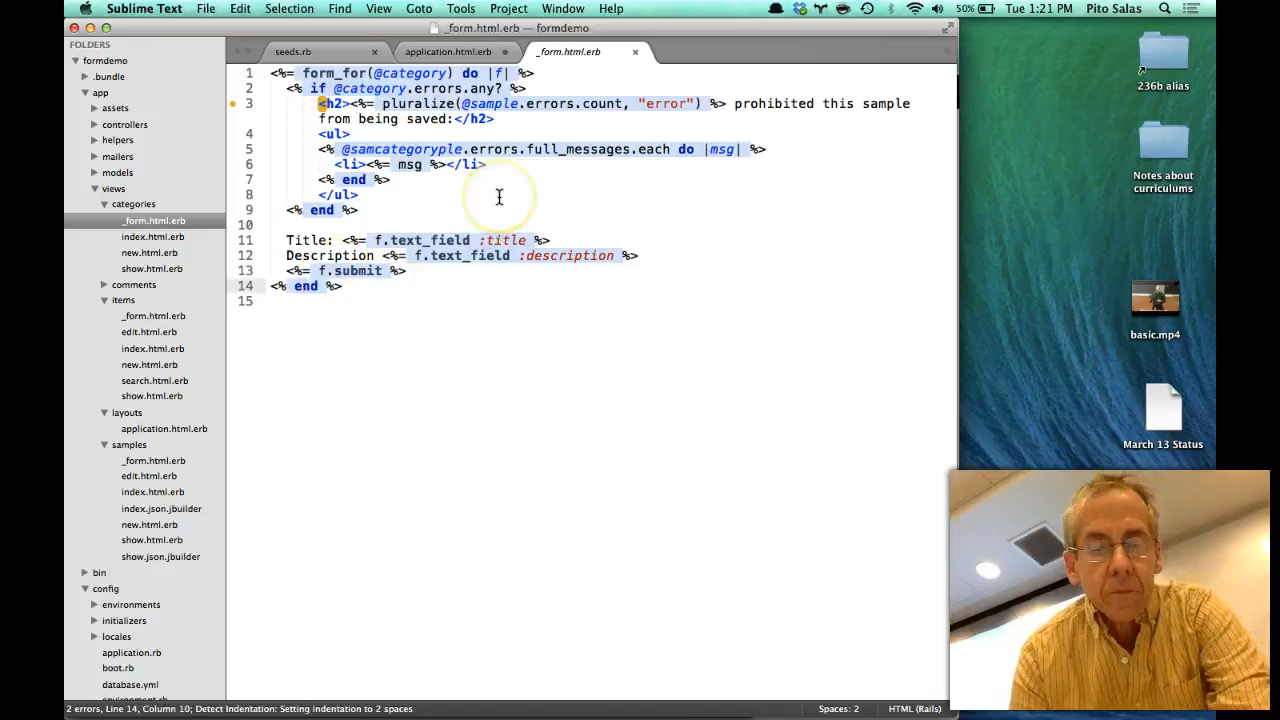 Sublime Text File Edit Selection Find View Goto Tools Project Window Help 50% Tue 1:21 PM Pito Salas
_form.html.erb — formdemo
FOLDERS
formdemo
.bundle
app
assets
controllers
helpers
mailers
models
views
categories
_form.html.erb
index.html.erb
new.html.erb
show.html.erb
comments
items
_form.html.erb
edit.html.erb
index.html.erb
new.html.erb
search.html.erb
show.html.erb
layouts
application.html.erb
samples
_form.html.erb
edit.html.erb
index.html.erb
index.json.jbuilder
new.html.erb
show.html.erb
show.json.jbuilder
bin
config
environments
initializers
locales
application.rb
boot.rb
database.yml
environment.rb
seeds.rb application.html.erb _form.html.erb
1 <%= form_for(@category) do |f| %>
2 <% if @category.errors.any? %>
3 <h2><%= pluralize(@sample.errors.count, "error") %> prohibited this sample
from being saved:</h2>
4 <ul>
5 <% @samcategoryple.errors.full_messages.each do |msg| %>
6 <li><%= msg %></li>
7 <% end %>
8 </ul>
9 <% end %>
10
11 Title: <%= f.text_field :title %>
12 Description <%= f.text_field :description %>
13 <%= f.submit %>
14 <% end %>
15
236b alias
Notes about
curriculums
basic.mp4
March 13 Status
2 errors, Line 14, Column 10; Detect Indentation: Setting indentation to 2 spaces Spaces: 2 HTML (Rails)